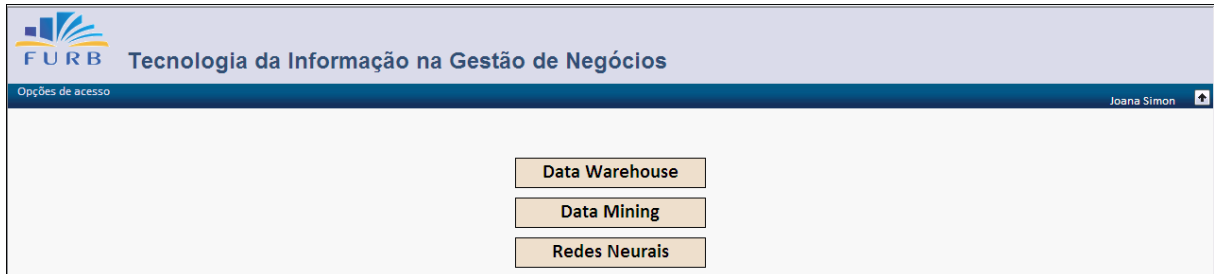 FURB
Tecnologia da Informação na Gestão de Negócios
Opções de acesso
Joana Simon
Data Warehouse
Data Mining
Redes Neurais